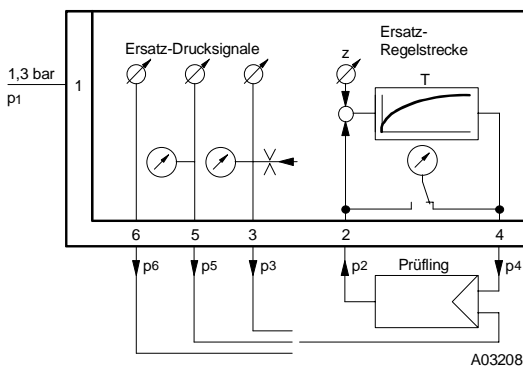 Ersatz-Drucksignale
Ersatz-
Regelstrecke
z
T
1,3 bar
p1
1
6 5 3 2 4
p6 p5 p3 p2 p4
Prüfling
A03208